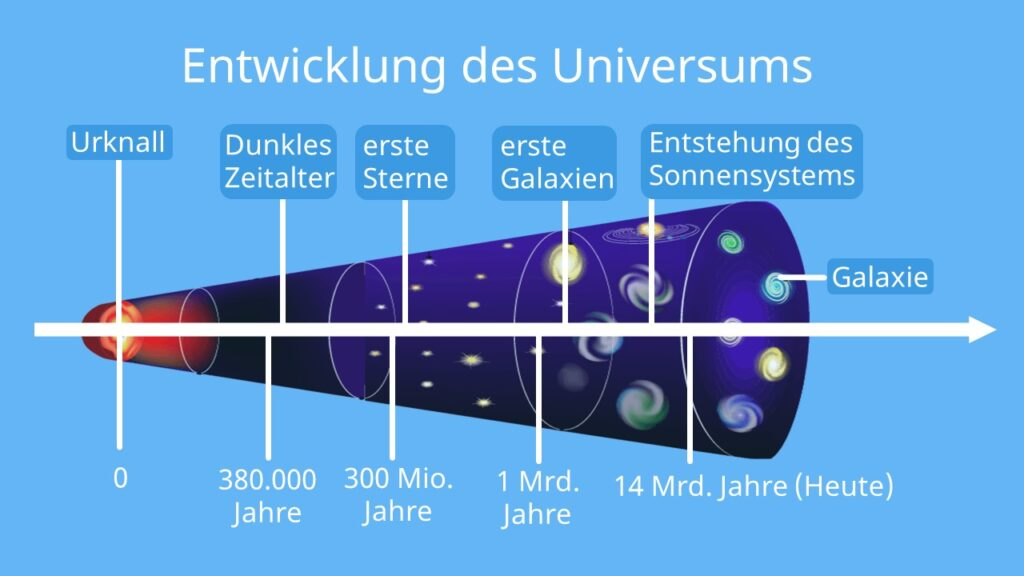 Entwicklung des Universums
Urknall
Dunkles
Zeitalter
erste
Sterne
erste
Galaxien
Entstehung des
Sonnensystems
Galaxie
0
380.000
Jahre
300 Mio.
Jahre
1 Mrd.
Jahre
14 Mrd. Jahre (Heute)